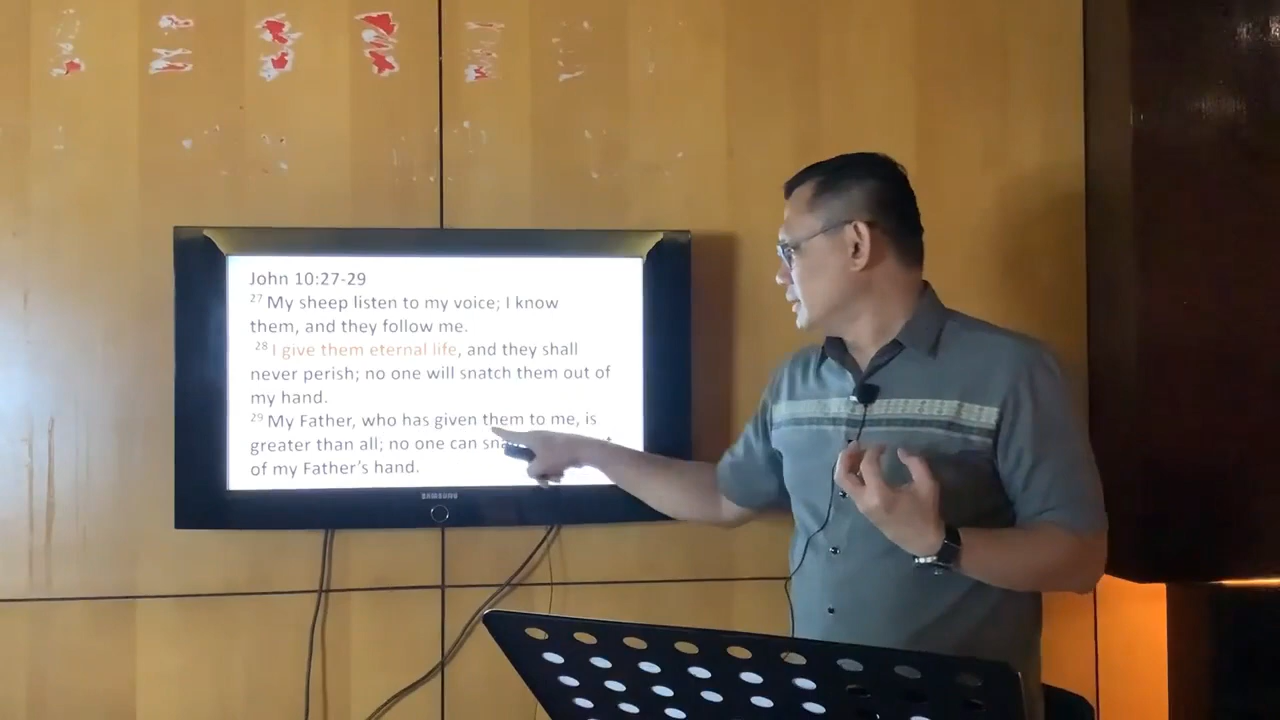 John 10:27-29
27 My sheep listen to my voice; I know
them, and they follow me.
28 I give them eternal life, and they shall
never perish; no one will snatch them out of
my hand.
29 My Father, who has given them to me, is
greater than all; no one can
of my Father's hand.
SAMSUNG